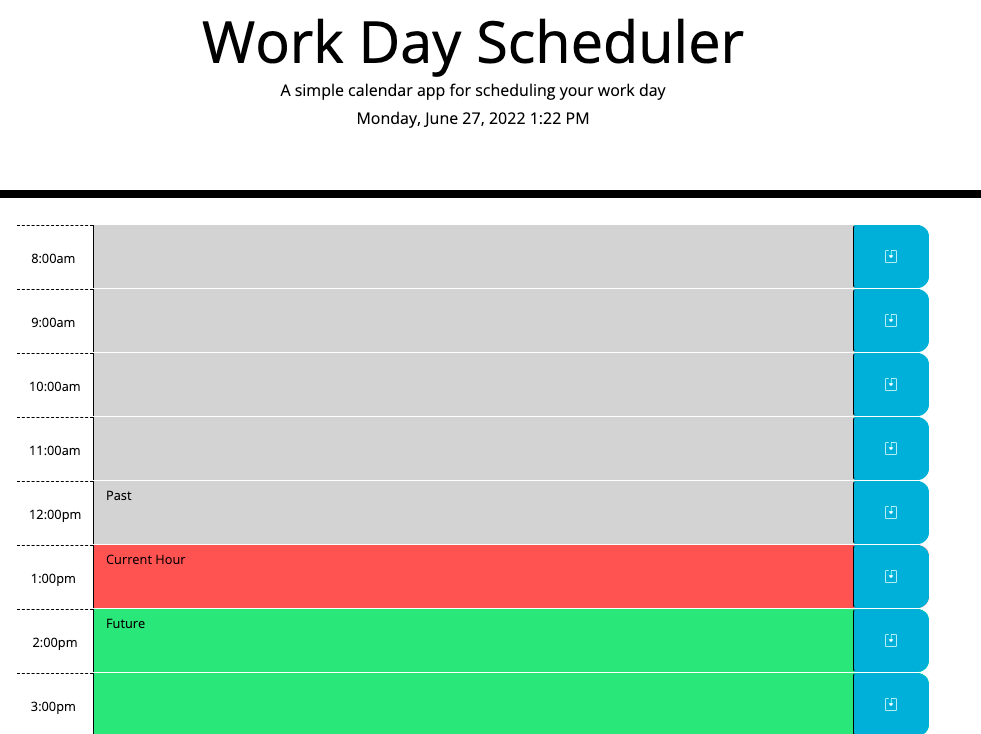 Work Day Scheduler
A simple calendar app for scheduling your work day
Monday, June 27, 2022 1:22 PM
8:00am
9:00am
10:00am
11:00am
Past
12:00pm
Current Hour
1:00pm
Future
2:00pm
3:00pm